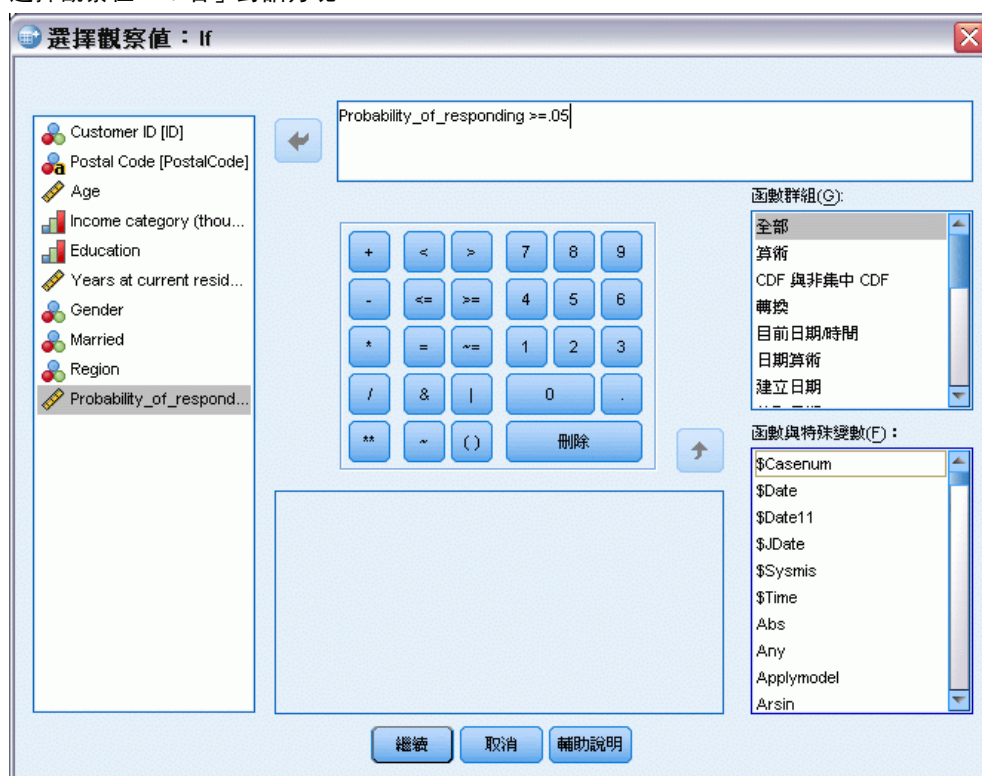 選擇觀察值：If
Probability_of_responding >=.05
Customer ID [ID]
Postal Code [PostalCode]
Age
Income category (thou...
Education
Years at current resid...
Gender
Married
Region
Probability_of_respond...
+ < > 7 8 9
- <= >= 4 5 6
* = ~= 1 2 3
/ & | 0 .
** ~ ( ) 刪除
函數群組(G):
全部
算術
CDF 與非集中 CDF
轉換
目前日期/時間
日期算術
建立日期
函數與特殊變數(F)：
$Casenum
$Date
$Date11
$JDate
$Sysmis
$Time
Abs
Any
Applymodel
Arsin
繼續 取消 輔助說明